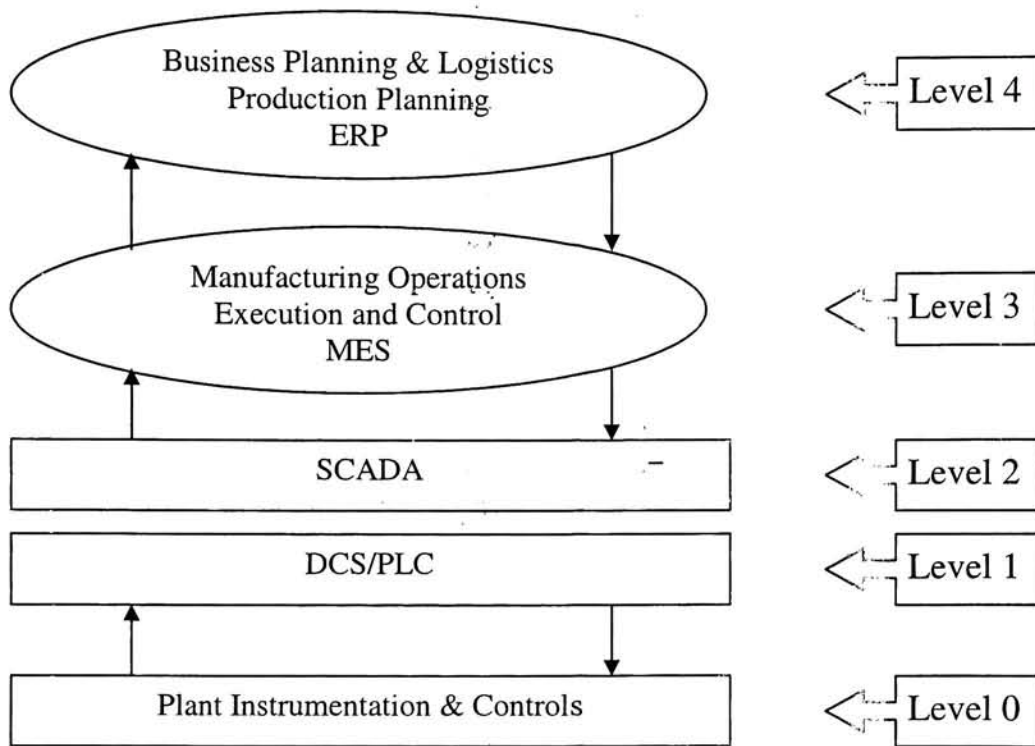 Business Planning & Logistics
Production Planning
ERP
Level 4
Manufacturing Operations
Execution and Control
MES
Level 3
SCADA
Level 2
DCS/PLC
Level 1
Plant Instrumentation & Controls
Level 0